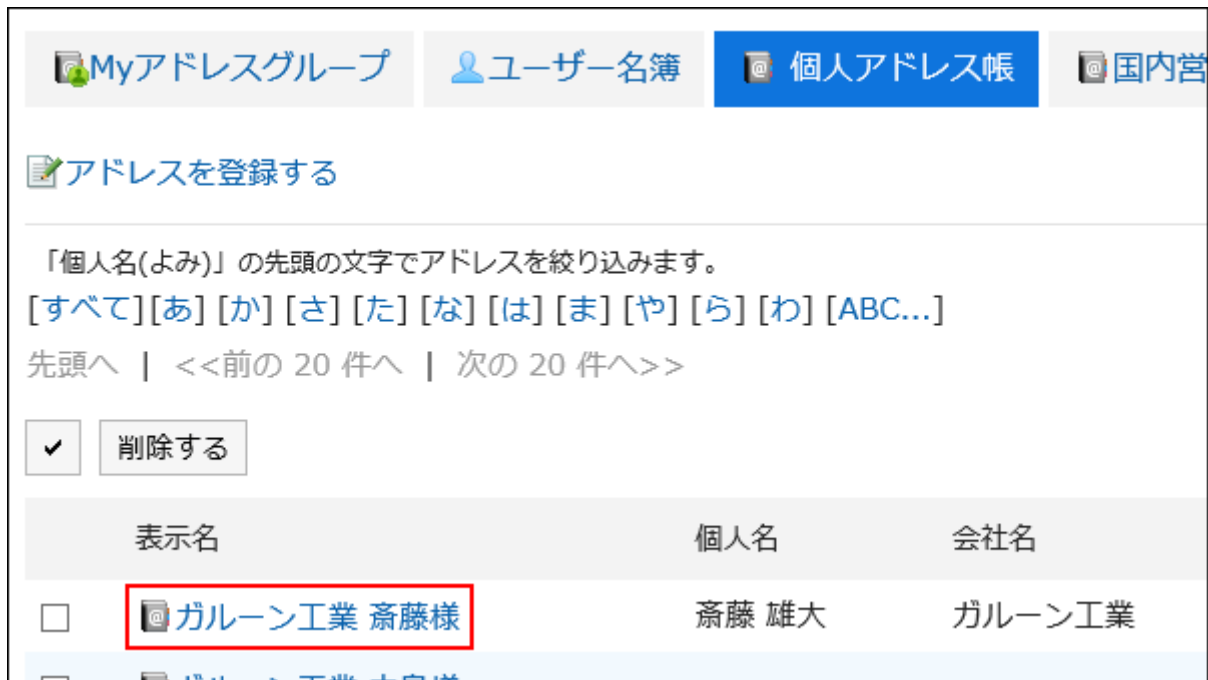 Myアドレスグループ ユーザー名簿 個人アドレス帳 国内営
アドレスを登録する
「個人名(よみ)」の先頭の文字でアドレスを絞り込みます。
[すべて][あ] [か] [さ] [た] [な] [は] [ま] [や] [ら] [わ] [ABC...]
先頭へ | <<前の 20 件へ | 次の 20 件へ>>
削除する
表示名 個人名 会社名
ガルーン工業 斎藤様 斎藤 雄大 ガルーン工業